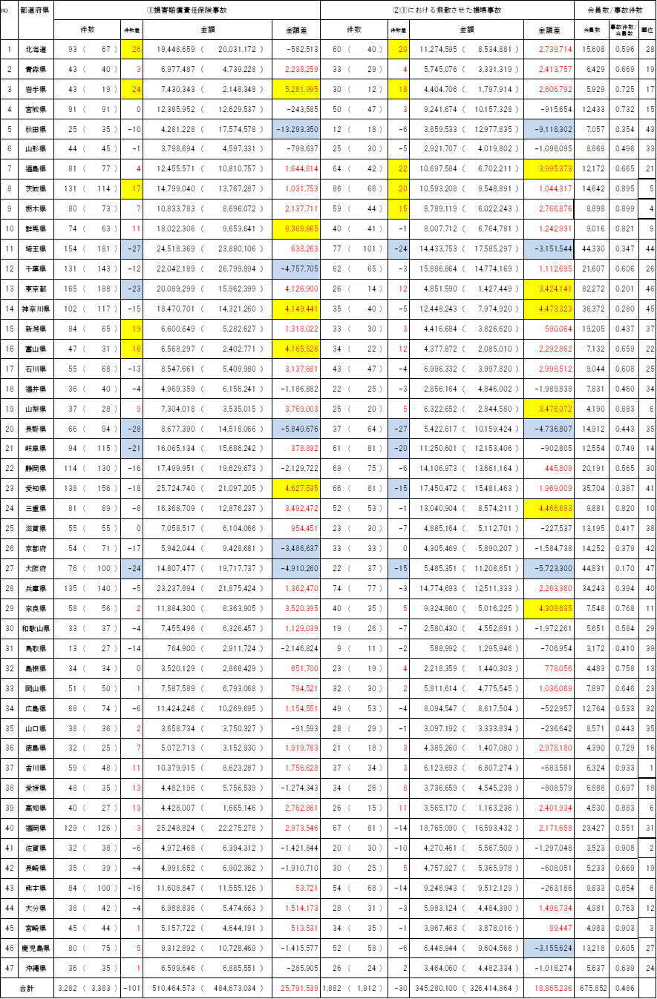 NO. 都道府県 ①損害賠償責任保険事故 ②①における飛散させた損壊事故 会員数/事故件数
件数 件数差 金額 金額差 件数 件数差 金額 金額差 会員数 事故件数/会員数 順位
1 北海道 93 ( 67 ) 26 19,448,659 ( 20,031,172 ) -582,513 60 ( 40 ) 20 11,274,595 ( 8,534,881 ) 2,739,714 15,608 0.596 28
2 青森県 43 ( 40 ) 3 6,977,487 ( 4,739,228 ) 2,238,259 33 ( 29 ) 4 5,745,076 ( 3,331,319 ) 2,413,757 6,429 0.669 19
3 岩手県 43 ( 19 ) 24 7,430,343 ( 2,148,348 ) 5,281,995 30 ( 12 ) 18 4,404,706 ( 1,797,914 ) 2,606,792 5,929 0.725 17
4 宮城県 91 ( 91 ) 0 12,385,952 ( 12,629,537 ) -243,585 50 ( 47 ) 3 9,241,674 ( 10,157,328 ) -915,654 12,433 0.732 15
5 秋田県 25 ( 35 ) -10 4,281,228 ( 17,574,578 ) -13,293,350 12 ( 18 ) -6 3,859,533 ( 12,977,835 ) -9,118,302 7,057 0.354 43
6 山形県 44 ( 45 ) -1 3,798,694 ( 4,597,331 ) -798,637 25 ( 30 ) -5 2,921,707 ( 4,019,802 ) -1,098,095 8,869 0.496 33
7 福島県 81 ( 77 ) 4 12,455,571 ( 10,810,757 ) 1,644,814 64 ( 42 ) 22 10,697,584 ( 6,702,211 ) 3,995,373 12,172 0.665 21
8 茨城県 131 ( 114 ) 17 14,799,040 ( 13,767,287 ) 1,031,753 86 ( 66 ) 20 10,593,208 ( 9,548,891 ) 1,044,317 14,642 0.895 5
9 栃木県 80 ( 73 ) 7 10,833,783 ( 8,696,072 ) 2,137,711 59 ( 44 ) 15 8,789,119 ( 6,022,243 ) 2,766,876 8,898 0.899 4
10 群馬県 74 ( 63 ) 11 18,022,306 ( 9,653,641 ) 8,368,665 40 ( 41 ) -1 8,007,712 ( 6,764,781 ) 1,242,931 9,016 0.821 9
11 埼玉県 154 ( 181 ) -27 24,518,369 ( 23,880,106 ) 638,263 77 ( 101 ) -24 14,433,753 ( 17,585,297 ) -3,151,544 44,330 0.347 44
12 千葉県 131 ( 143 ) -12 22,042,189 ( 26,799,894 ) -4,757,705 62 ( 65 ) -3 15,886,864 ( 14,774,169 ) 1,112,695 21,607 0.606 26
13 東京都 165 ( 188 ) -23 20,089,299 ( 15,962,399 ) 4,126,900 26 ( 14 ) 12 4,851,590 ( 1,427,449 ) 3,424,141 82,272 0.201 46
14 神奈川県 102 ( 117 ) -15 18,470,701 ( 14,321,260 ) 4,149,441 35 ( 40 ) -5 12,448,243 ( 7,974,920 ) 4,473,323 36,372 0.280 45
15 新潟県 84 ( 65 ) 19 6,600,649 ( 5,282,627 ) 1,318,022 33 ( 30 ) 3 4,416,684 ( 3,826,620 ) 590,064 19,205 0.437 37
16 富山県 47 ( 31 ) 16 6,568,297 ( 2,402,771 ) 4,165,526 34 ( 22 ) 12 4,377,872 ( 2,085,010 ) 2,292,862 7,132 0.659 22
17 石川県 55 ( 68 ) -13 8,547,661 ( 5,409,980 ) 3,137,681 43 ( 47 ) -4 6,996,332 ( 3,997,820 ) 2,998,512 9,044 0.608 25
18 福井県 36 ( 40 ) -4 4,969,359 ( 6,156,241 ) -1,186,882 22 ( 25 ) -3 2,856,164 ( 4,846,002 ) -1,989,838 7,831 0.460 34
19 山梨県 37 ( 28 ) 9 7,304,018 ( 3,535,015 ) 3,769,003 25 ( 20 ) 5 6,322,652 ( 2,844,580 ) 3,478,072 4,190 0.883 6
20 長野県 66 ( 94 ) -28 8,677,390 ( 14,518,066 ) -5,840,676 37 ( 64 ) -27 5,422,617 ( 10,159,424 ) -4,736,807 14,912 0.443 35
21 岐阜県 94 ( 115 ) -21 16,065,134 ( 15,686,242 ) 378,892 61 ( 81 ) -20 11,250,601 ( 12,153,406 ) -902,805 12,554 0.749 14
22 静岡県 114 ( 130 ) -16 17,499,951 ( 19,629,673 ) -2,129,722 69 ( 75 ) -6 14,106,973 ( 13,661,164 ) 445,809 20,191 0.565 30
23 愛知県 138 ( 156 ) -18 25,724,740 ( 21,097,205 ) 4,627,535 66 ( 81 ) -15 17,450,472 ( 15,481,463 ) 1,969,009 35,704 0.387 41
24 三重県 81 ( 89 ) -8 16,368,709 ( 12,876,237 ) 3,492,472 52 ( 53 ) -1 13,040,904 ( 8,574,211 ) 4,466,693 9,881 0.820 10
25 滋賀県 55 ( 55 ) 0 7,058,517 ( 6,104,066 ) 954,451 23 ( 30 ) -7 4,885,164 ( 5,112,701 ) -227,537 13,195 0.417 38
26 京都府 54 ( 71 ) -17 5,942,044 ( 9,428,681 ) -3,486,637 33 ( 33 ) 0 4,305,469 ( 5,890,207 ) -1,584,738 14,252 0.379 42
27 大阪府 76 ( 100 ) -24 14,807,477 ( 19,717,737 ) -4,910,260 22 ( 37 ) -15 5,485,351 ( 11,208,651 ) -5,723,300 44,831 0.170 47
28 兵庫県 135 ( 140 ) -5 23,237,894 ( 21,875,424 ) 1,362,470 74 ( 77 ) -3 14,774,693 ( 12,511,333 ) 2,263,360 34,243 0.394 40
29 奈良県 58 ( 56 ) 2 11,884,300 ( 8,363,905 ) 3,520,395 40 ( 35 ) 5 9,324,860 ( 5,016,225 ) 4,308,635 7,548 0.768 11
30 和歌山県 33 ( 37 ) -4 7,455,496 ( 6,326,457 ) 1,129,039 19 ( 26 ) -7 2,580,430 ( 4,552,691 ) -1,972,261 5,651 0.584 29
31 鳥取県 13 ( 27 ) -14 764,900 ( 2,911,724 ) -2,146,824 9 ( 11 ) -2 588,992 ( 1,295,946 ) -706,954 3,172 0.410 39
32 島根県 34 ( 34 ) 0 3,520,129 ( 2,868,429 ) 651,700 23 ( 19 ) 4 2,218,359 ( 1,440,303 ) 778,056 4,483 0.758 13
33 岡山県 51 ( 50 ) 1 7,587,589 ( 6,793,068 ) 794,521 32 ( 30 ) 2 5,811,614 ( 4,775,545 ) 1,036,069 7,897 0.646 23
34 広島県 68 ( 74 ) -6 11,424,246 ( 10,269,695 ) 1,154,551 49 ( 53 ) -4 8,094,547 ( 8,617,504 ) -522,957 12,764 0.533 32
35 山口県 38 ( 36 ) 2 3,658,734 ( 3,750,327 ) -91,593 28 ( 29 ) -1 3,097,192 ( 3,333,834 ) -236,642 8,571 0.443 35
36 徳島県 32 ( 25 ) 7 5,072,713 ( 3,152,930 ) 1,919,783 21 ( 18 ) 3 4,385,260 ( 1,407,080 ) 2,978,180 4,390 0.729 16
37 香川県 59 ( 48 ) 11 10,379,915 ( 8,623,287 ) 1,756,628 37 ( 34 ) 3 6,123,693 ( 6,807,274 ) -683,581 6,324 0.933 1
38 愛媛県 48 ( 35 ) 13 4,482,196 ( 5,756,539 ) -1,274,343 34 ( 26 ) 8 3,736,659 ( 4,545,238 ) -808,579 6,888 0.697 18
39 高知県 40 ( 27 ) 13 4,428,007 ( 1,665,146 ) 2,762,861 26 ( 15 ) 11 3,565,170 ( 1,163,236 ) 2,401,934 4,530 0.883 6
40 福岡県 129 ( 126 ) 3 25,248,824 ( 22,275,278 ) 2,973,546 67 ( 81 ) -14 18,765,090 ( 16,593,432 ) 2,171,658 23,427 0.551 31
41 佐賀県 32 ( 38 ) -6 4,972,468 ( 6,394,312 ) -1,421,844 20 ( 30 ) -10 4,270,461 ( 5,567,509 ) -1,297,048 3,523 0.908 2
42 長崎県 35 ( 39 ) -4 4,991,652 ( 6,902,362 ) -1,910,710 30 ( 25 ) 5 4,757,927 ( 5,365,978 ) -608,051 5,233 0.669 19
43 熊本県 84 ( 100 ) -16 11,608,847 ( 11,555,126 ) 53,721 54 ( 68 ) -14 9,248,943 ( 9,512,129 ) -263,186 9,833 0.854 8
44 大分県 38 ( 42 ) -4 6,988,836 ( 5,474,663 ) 1,514,173 28 ( 31 ) -3 5,983,124 ( 4,484,390 ) 1,498,734 4,981 0.763 12
45 宮崎県 45 ( 44 ) 1 5,157,722 ( 4,644,191 ) 513,531 34 ( 35 ) -1 3,967,463 ( 3,878,016 ) 89,447 4,983 0.903 3
46 鹿児島県 80 ( 75 ) 5 9,312,892 ( 10,728,469 ) -1,415,577 52 ( 58 ) -6 6,448,944 ( 9,604,568 ) -3,155,624 13,218 0.605 27
47 沖縄県 36 ( 35 ) 1 6,599,646 ( 6,885,551 ) -285,905 26 ( 24 ) 2 3,464,060 ( 4,482,334 ) -1,018,274 5,637 0.639 24
合計 3,282 ( 3,383 ) -101 510,464,573 ( 484,673,034 ) 25,791,539 1,882 ( 1,912 ) -30 345,280,100 ( 326,414,864 ) 18,865,236 675,852 0.486